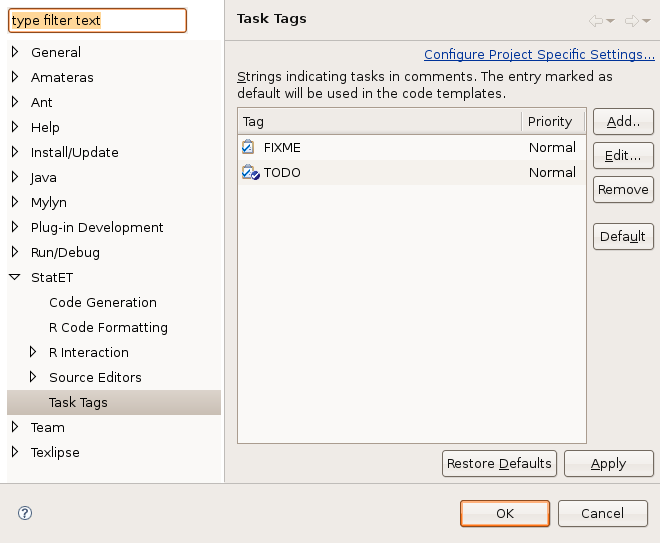 type filter text
General
Amateras
Ant
Help
Install/Update
Java
Mylyn
Plug-in Development
Run/Debug
StatET
Code Generation
R Code Formatting
R Interaction
Source Editors
Task Tags
Team
Texlipse
Task Tags
Configure Project Specific Settings...
Strings indicating tasks in comments. The entry marked as
default will be used in the code templates.
Tag Priority
FIXME Normal
TODO Normal
Add..
Edit...
Remove
Default
Restore Defaults Apply
? OK Cancel